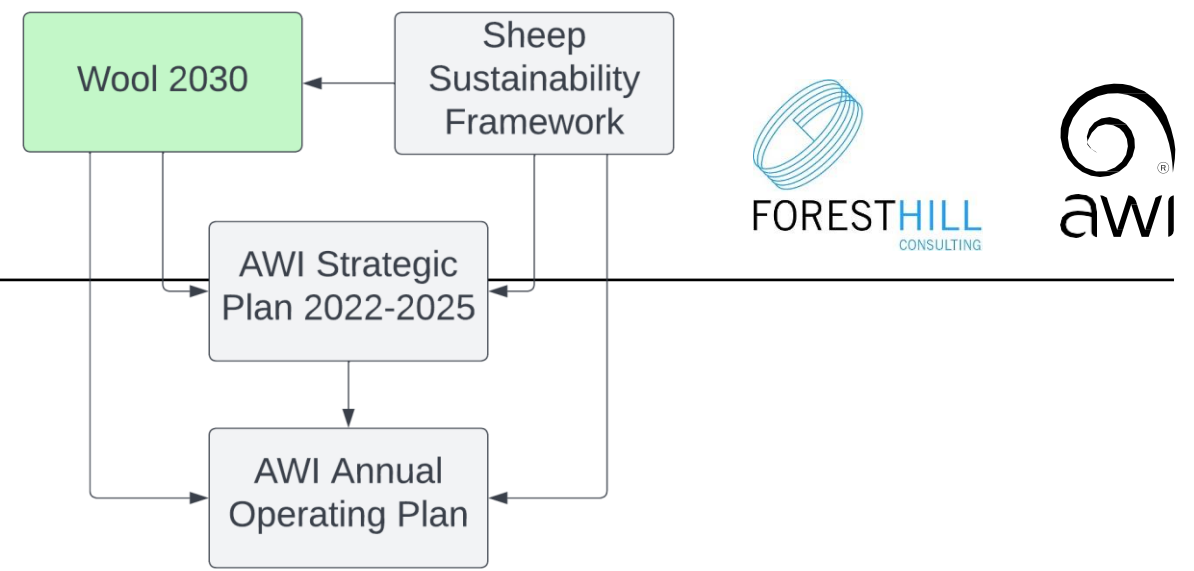 Wool 2030
Sheep
Sustainability
Framework
FORESTHILL
CONSULTING
®
awi
AWI Strategic
Plan 2022-2025
AWI Annual
Operating Plan